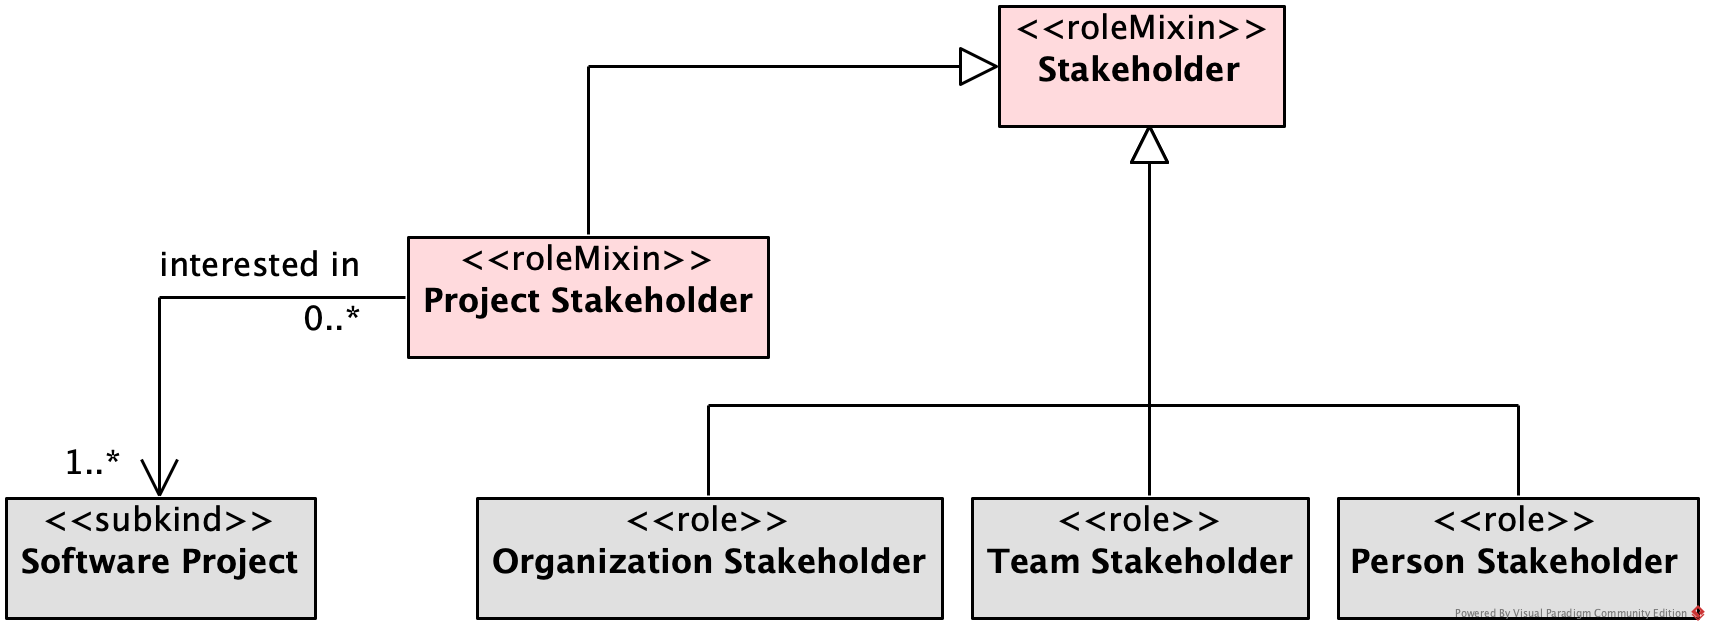 <<roleMixin>>
Stakeholder
interested in
0..*
<<roleMixin>>
Project Stakeholder
1..*
<<subkind>>
Software Project
<<role>>
Organization Stakeholder
<<role>>
Team Stakeholder
<<role>>
Person Stakeholder
Powered By Visual Paradigm Community Edition